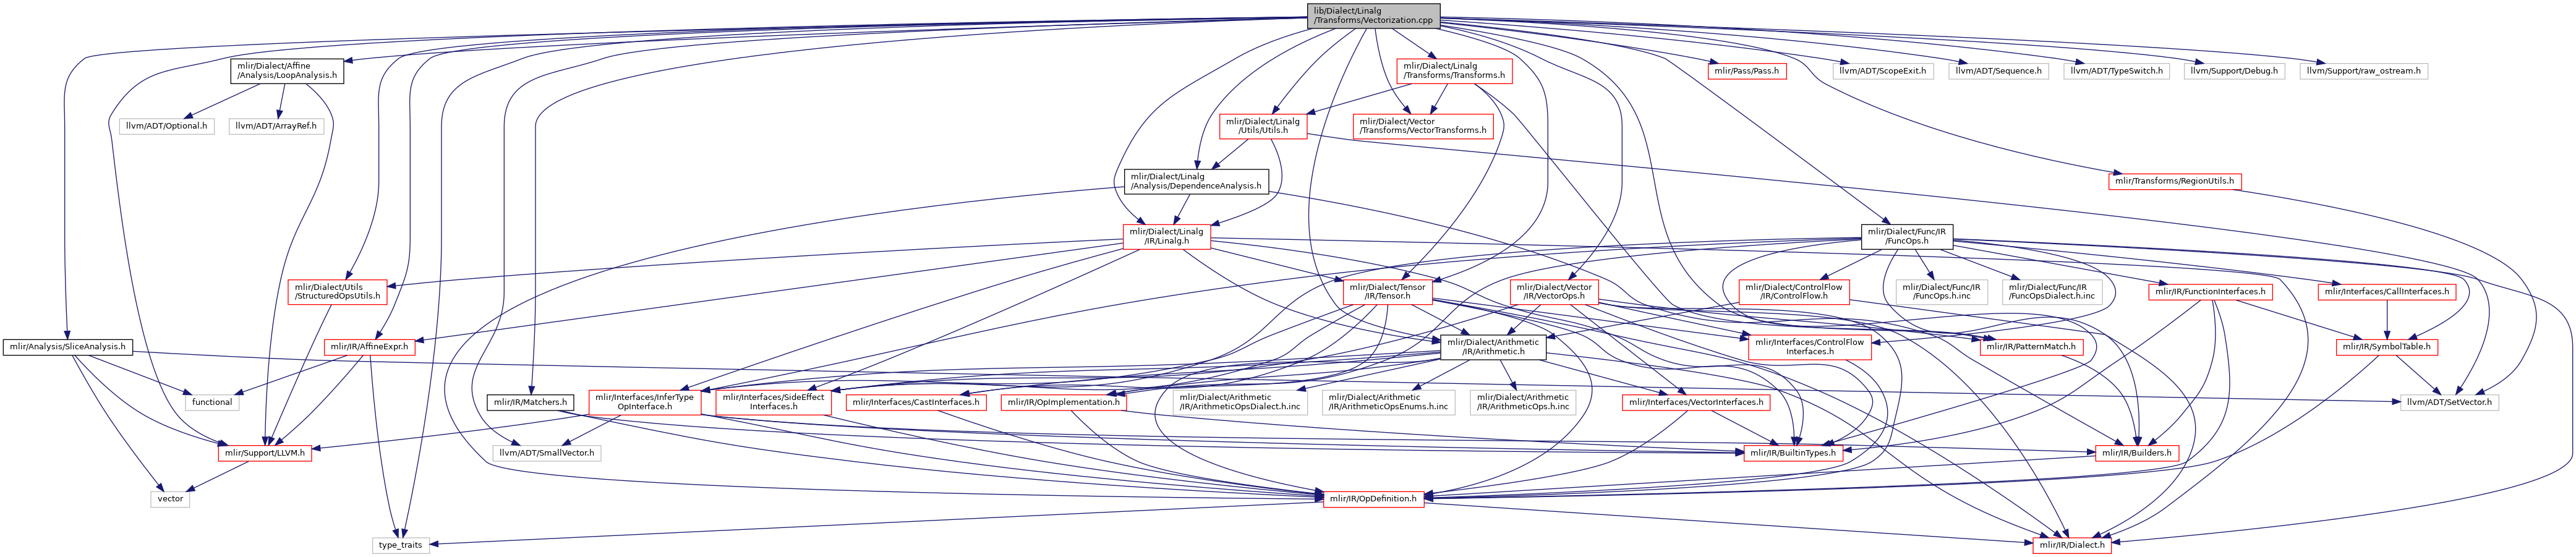 lib/Dialect/Linalg
/Transforms/Vectorization.cpp
mlir/Dialect/Affine
/Analysis/LoopAnalysis.h
mlir/Dialect/Linalg
/Transforms/Transforms.h
mlir/Pass/Pass.h
llvm/ADT/ScopeExit.h
llvm/ADT/Sequence.h
llvm/ADT/TypeSwitch.h
llvm/Support/Debug.h
llvm/Support/raw_ostream.h
llvm/ADT/Optional.h
llvm/ADT/ArrayRef.h
mlir/Dialect/Linalg
/Utils/Utils.h
mlir/Dialect/Vector
/Transforms/VectorTransforms.h
mlir/Dialect/Linalg
/Analysis/DependenceAnalysis.h
mlir/Transforms/RegionUtils.h
mlir/Dialect/Linalg
/IR/Linalg.h
mlir/Dialect/Func/IR
/FuncOps.h
mlir/Dialect/Utils
/StructuredOpsUtils.h
mlir/Dialect/Tensor
/IR/Tensor.h
mlir/Dialect/Vector
/IR/VectorOps.h
mlir/Dialect/ControlFlow
/IR/ControlFlow.h
mlir/Dialect/Func/IR
/FuncOps.h.inc
mlir/Dialect/Func/IR
/FuncOpsDialect.h.inc
mlir/IR/FunctionInterfaces.h
mlir/Interfaces/CallInterfaces.h
mlir/Analysis/SliceAnalysis.h
mlir/IR/AffineExpr.h
mlir/Dialect/Arithmetic
/IR/Arithmetic.h
mlir/Interfaces/ControlFlow
Interfaces.h
mlir/IR/PatternMatch.h
mlir/IR/SymbolTable.h
functional
mlir/IR/Matchers.h
mlir/Interfaces/InferType
OpInterface.h
mlir/Interfaces/SideEffect
Interfaces.h
mlir/Interfaces/CastInterfaces.h
mlir/IR/OpImplementation.h
mlir/Dialect/Arithmetic
/IR/ArithmeticOpsDialect.h.inc
mlir/Dialect/Arithmetic
/IR/ArithmeticOpsEnums.h.inc
mlir/Dialect/Arithmetic
/IR/ArithmeticOps.h.inc
mlir/Interfaces/VectorInterfaces.h
llvm/ADT/SetVector.h
mlir/Support/LLVM.h
llvm/ADT/SmallVector.h
mlir/IR/BuiltinTypes.h
mlir/IR/Builders.h
vector
mlir/IR/OpDefinition.h
type_traits
mlir/IR/Dialect.h